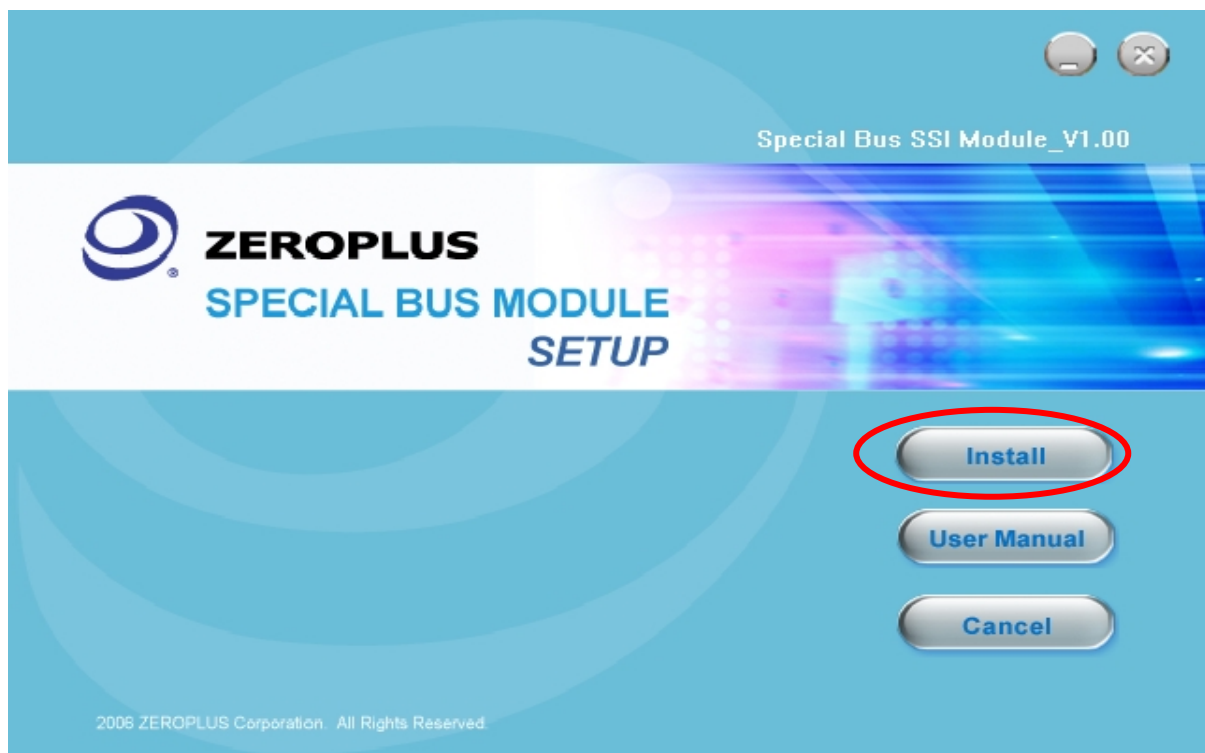 Special Bus SSI Module_V1.00
ZEROPLUS
®
SPECIAL BUS MODULE
SETUP
Install
User Manual
Cancel
2006 ZEROPLUS Corporation. All Rights Reserved.